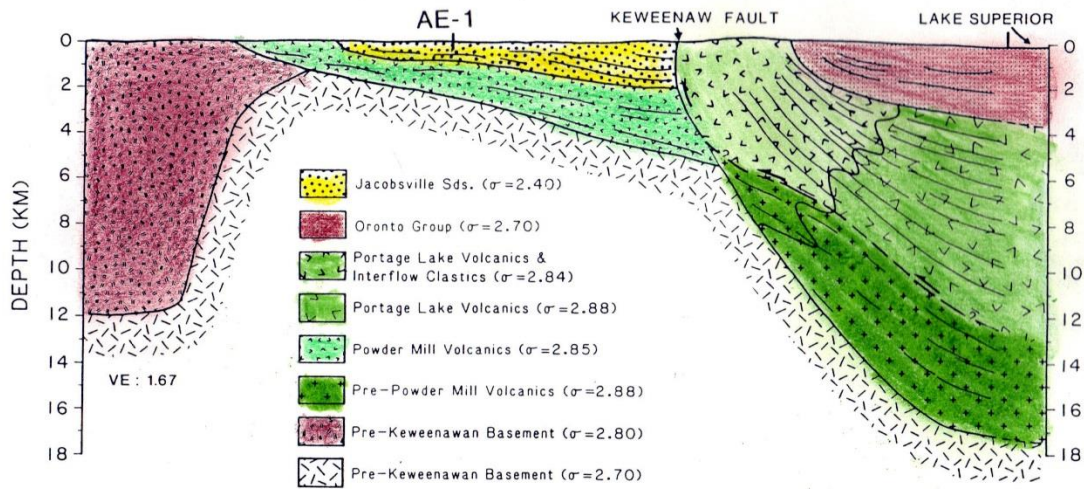 AE-1
KEWEENAW FAULT
LAKE SUPERIOR
DEPTH (KM)
0
2
4
6
8
10
12
14
16
18
VE : 1.67
Jacobsville Sds. (σ=2.40)
Oronto Group (σ=2.70)
Portage Lake Volcanics &
Interflow Clastics (σ=2.84)
Portage Lake Volcanics (σ=2.88)
Powder Mill Volcanics (σ=2.85)
Pre-Powder Mill Volcanics (σ=2.88)
Pre-Keweenawan Basement (σ=2.80)
Pre-Keweenawan Basement (σ=2.70)
0
2
4
6
8
10
12
14
16
18